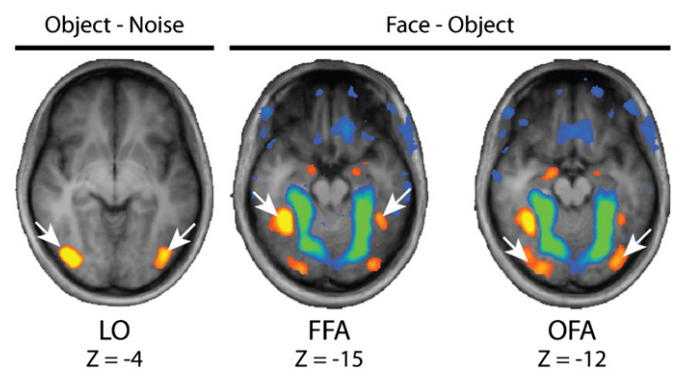 Object - Noise
Face - Object
LO
Z = -4
FFA
Z = -15
OFA
Z = -12